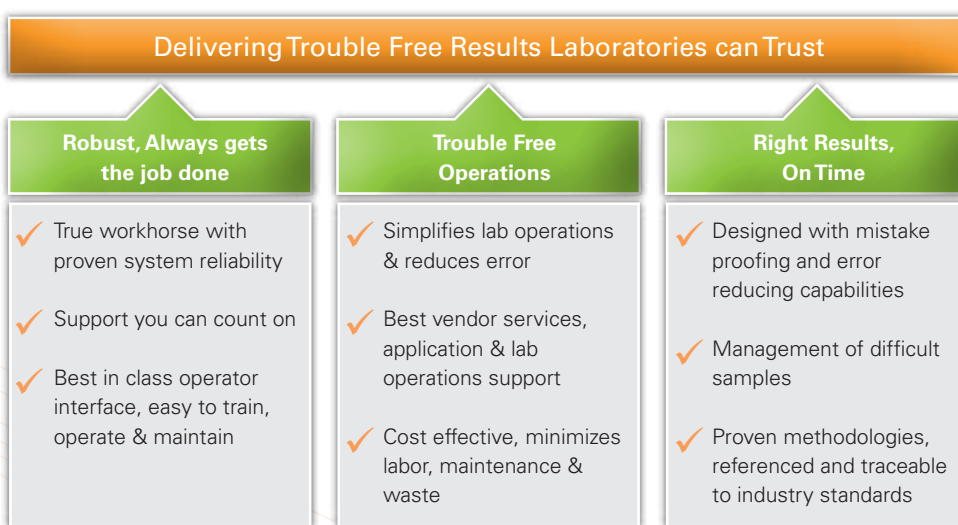 Delivering Trouble Free Results Laboratories can Trust
Robust, Always gets
the job done
True workhorse with
proven system reliability
Support you can count on
Best in class operator
interface, easy to train,
operate & maintain
Trouble Free
Operations
Simplifies lab operations
& reduces error
Best vendor services,
application & lab
operations support
Cost effective, minimizes
labor, maintenance &
waste
Right Results,
On Time
Designed with mistake
proofing and error
reducing capabilities
Management of difficult
samples
Proven methodologies,
referenced and traceable
to industry standards